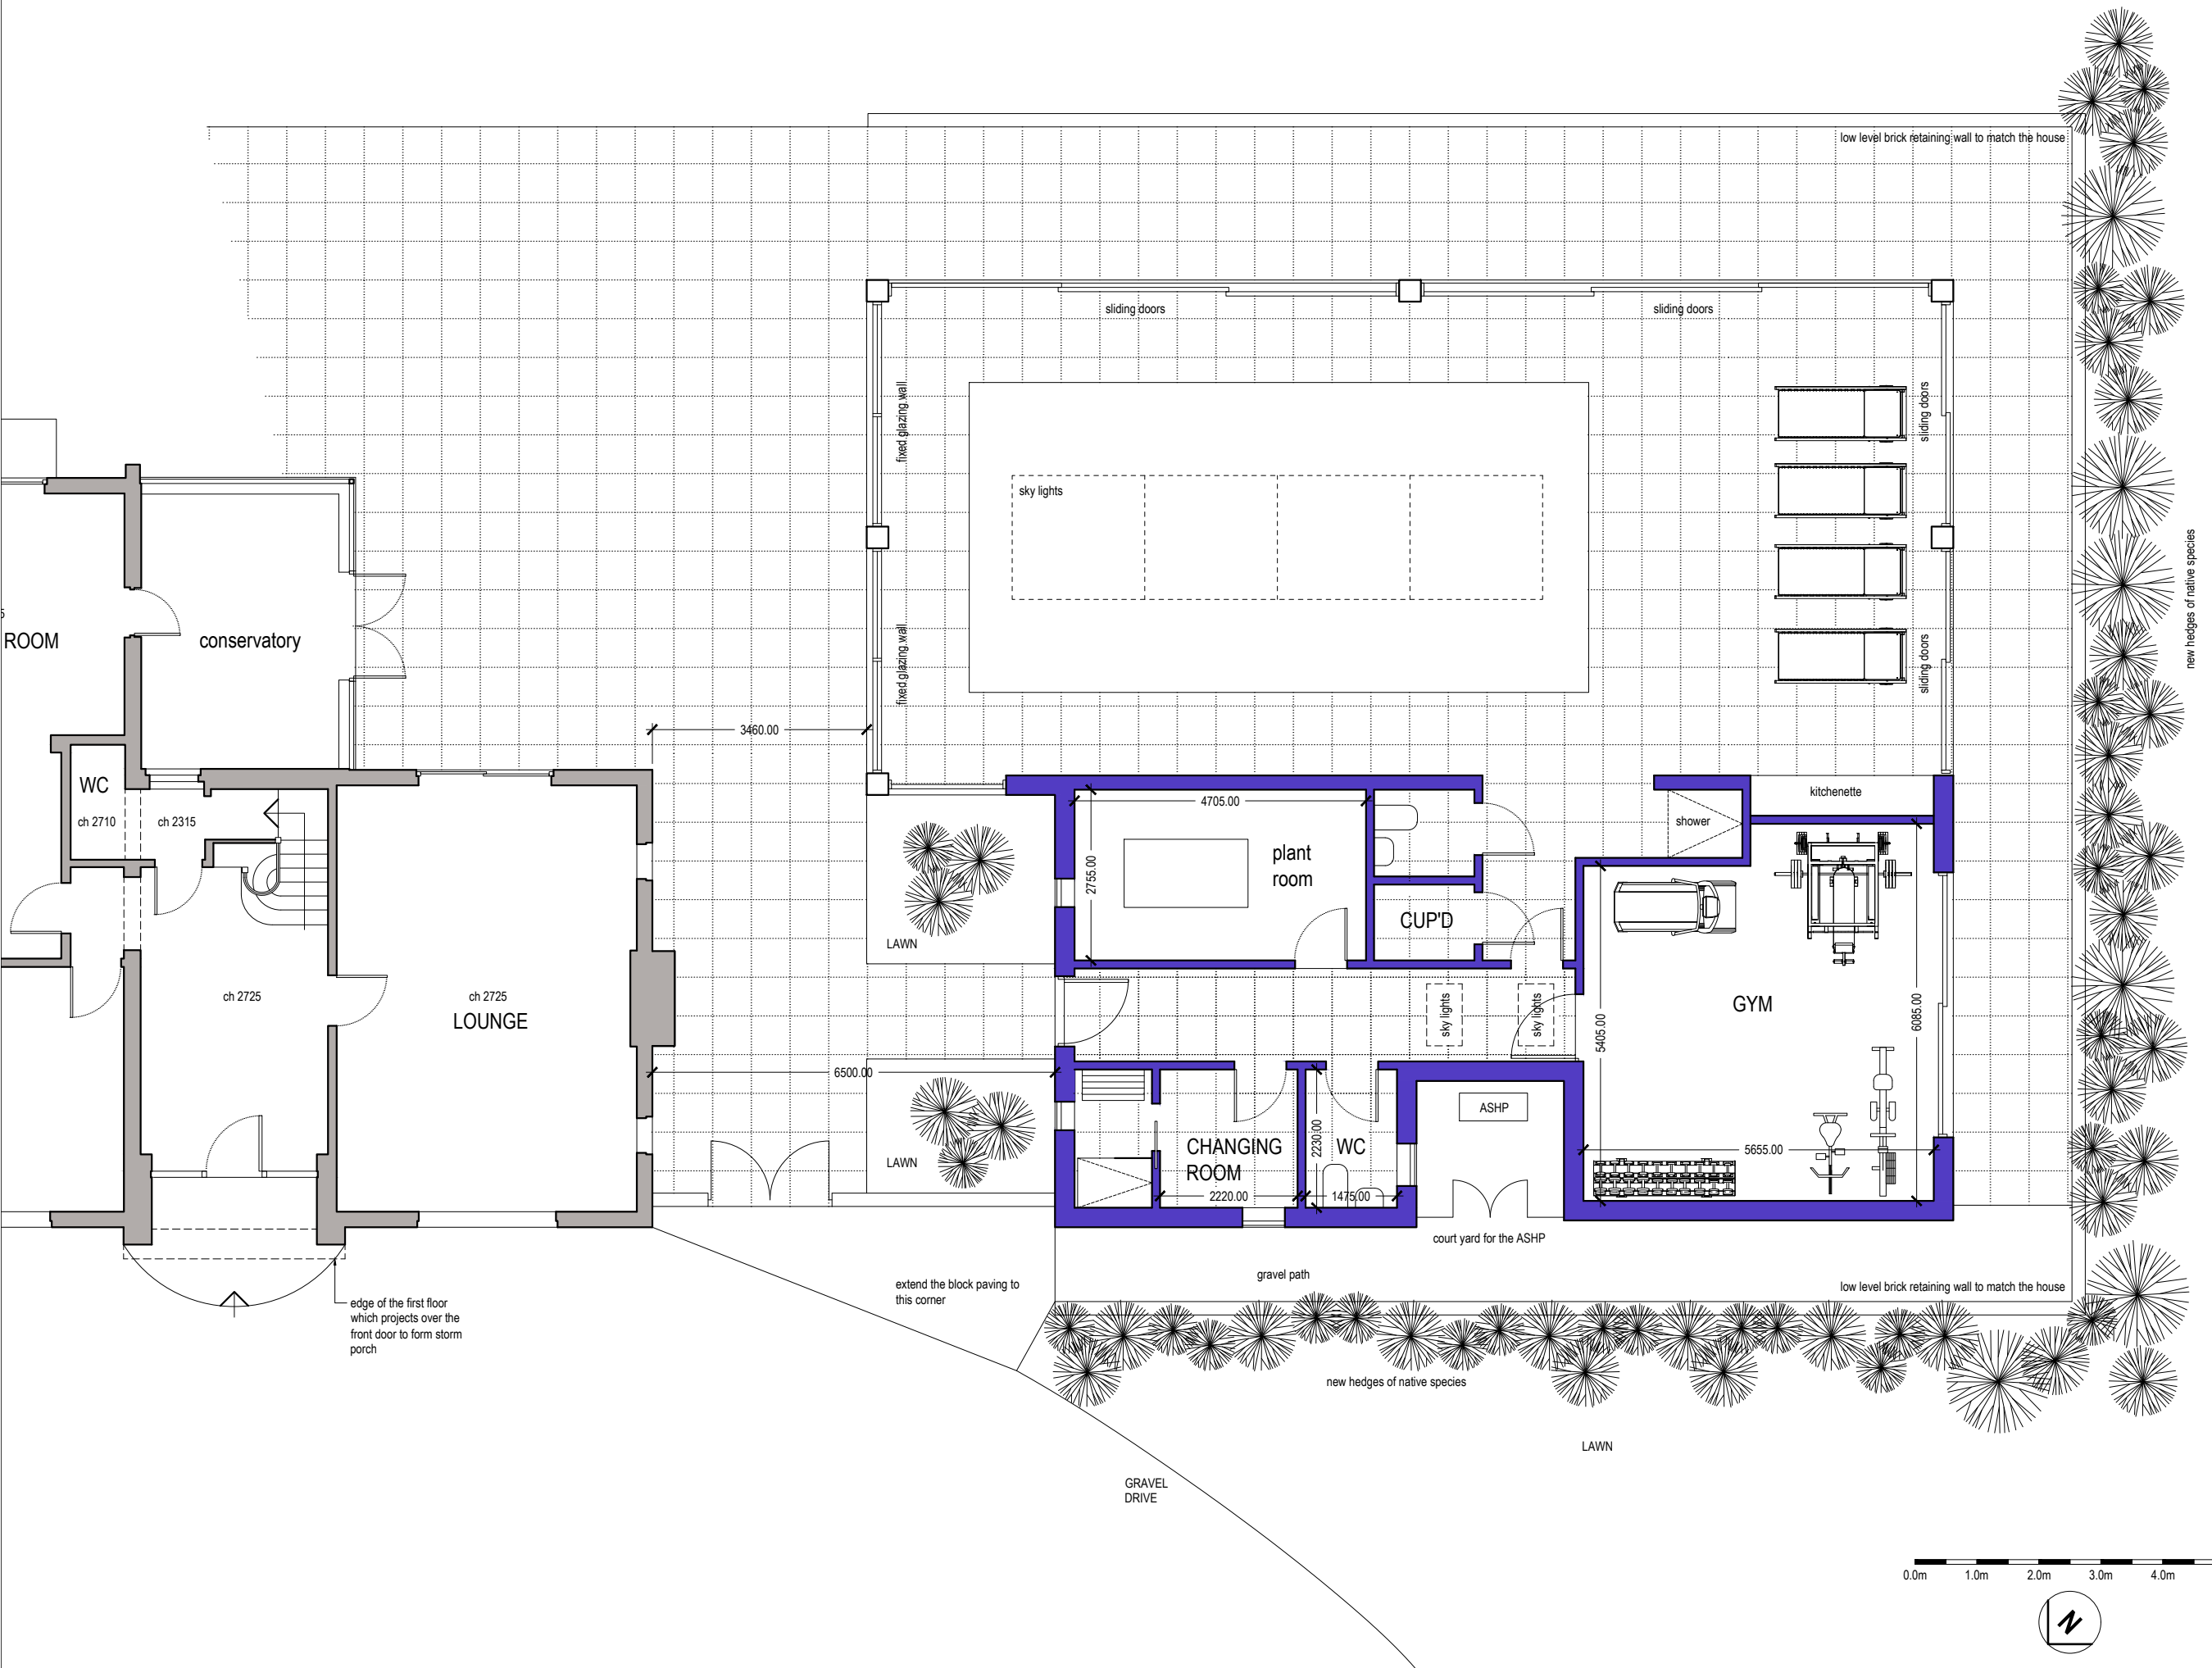 low level brick retaining wall to match the house
sliding doors
sliding doors
fixed glazing wall
sliding doors
sky lights
new hedges of native species
ROOM
conservatory
fixed glazing wall
sliding doors
3460.00
WC
ch 2710
ch 2315
4705.00
kitchenette
shower
2755.00
plant
room
CUP'D
LAWN
ch 2725
ch 2725
LOUNGE
sky lights
sky lights
GYM
5405.00
6085.00
6500.00
ASHP
LAWN
CHANGING
ROOM
2230.00
WC
5655.00
2220.00
1475.00
court yard for the ASHP
gravel path
extend the block paving to
this corner
low level brick retaining wall to match the house
edge of the first floor
which projects over the
front door to form storm
porch
new hedges of native species
LAWN
GRAVEL
DRIVE
0.0m 1.0m 2.0m 3.0m 4.0m
N